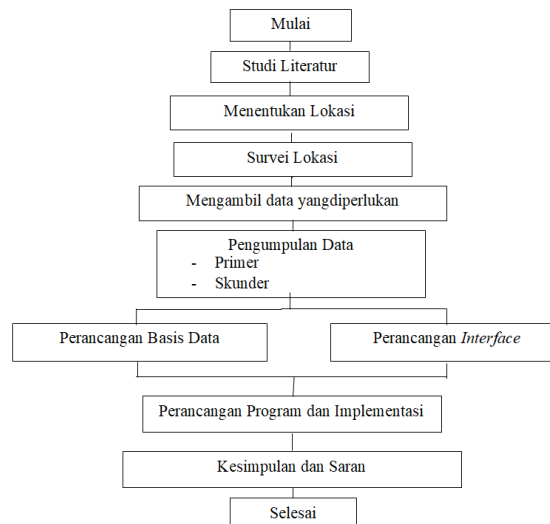 Mulai
Studi Literatur
Menentukan Lokasi
Survei Lokasi
Mengambil data yangdiperlukan
Pengumpulan Data
- Primer
- Skunder
Perancangan Basis Data
Perancangan Interface
Perancangan Program dan Implementasi
Kesimpulan dan Saran
Selesai